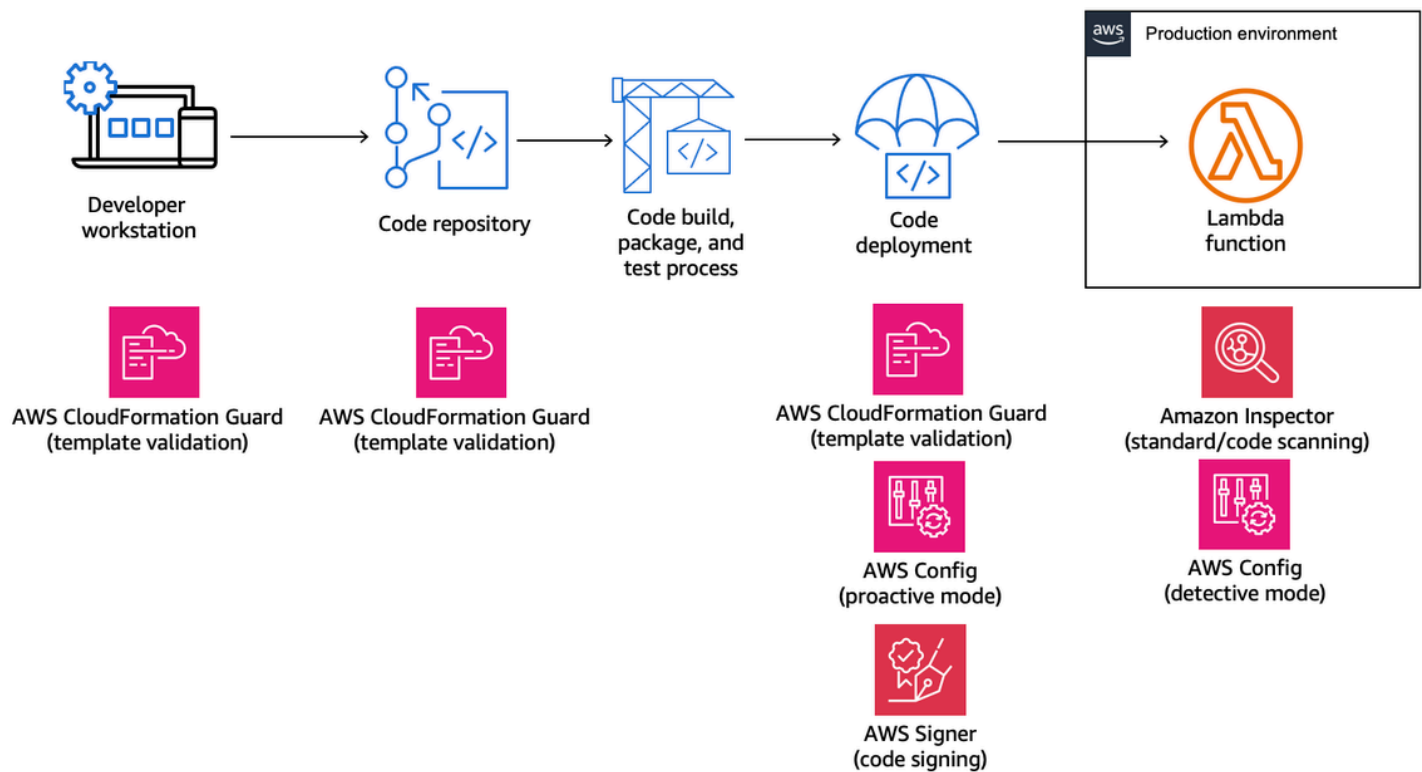 aws
Production environment
Developer
workstation
Code repository
</>
Code build,
package, and
test process
</>
Code
deployment
</>
Lambda
function
AWS CloudFormation Guard
(template validation)
AWS CloudFormation Guard
(template validation)
AWS CloudFormation Guard
(template validation)
Amazon Inspector
(standard/code scanning)
AWS Config
(proactive mode)
AWS Config
(detective mode)
AWS Signer
(code signing)